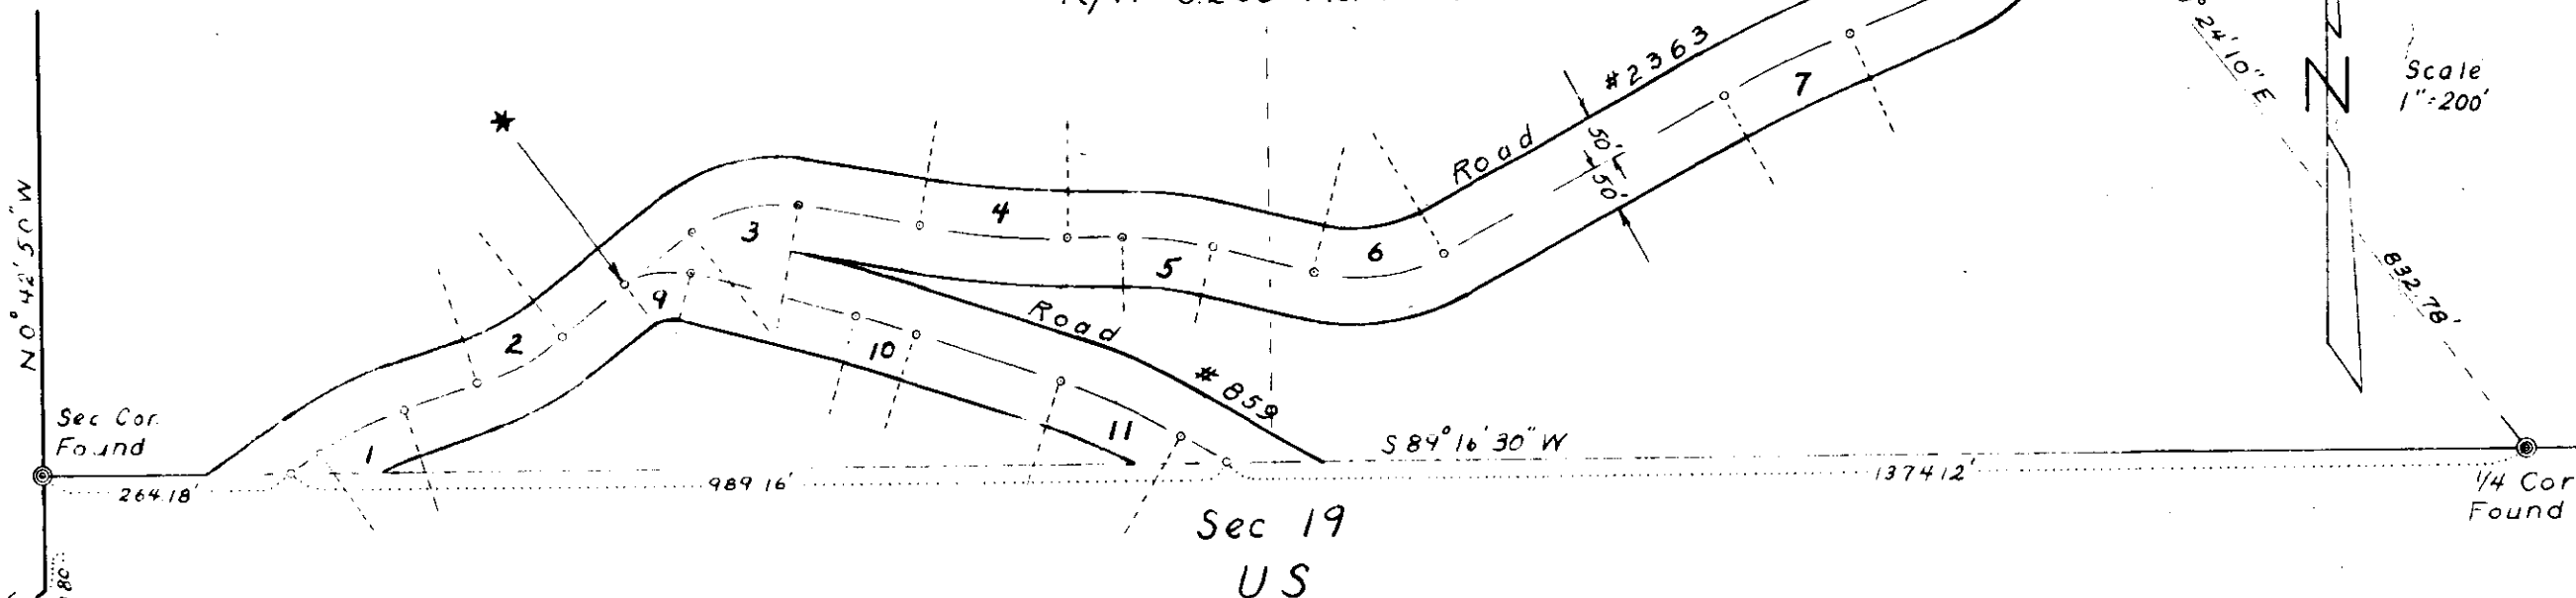 #2363
7
24'10" E
N
Scale
1"=200'
*
Road
50'
50'
4
3
5
6
N 0° 42' 50" W
2
9
Road
10
832.78'
#859
Sec Cor.
Found
1
11
S 89° 16' 30" W
264.18'
989.16'
1374.12'
1/4 Cor
Found
Sec 19
US